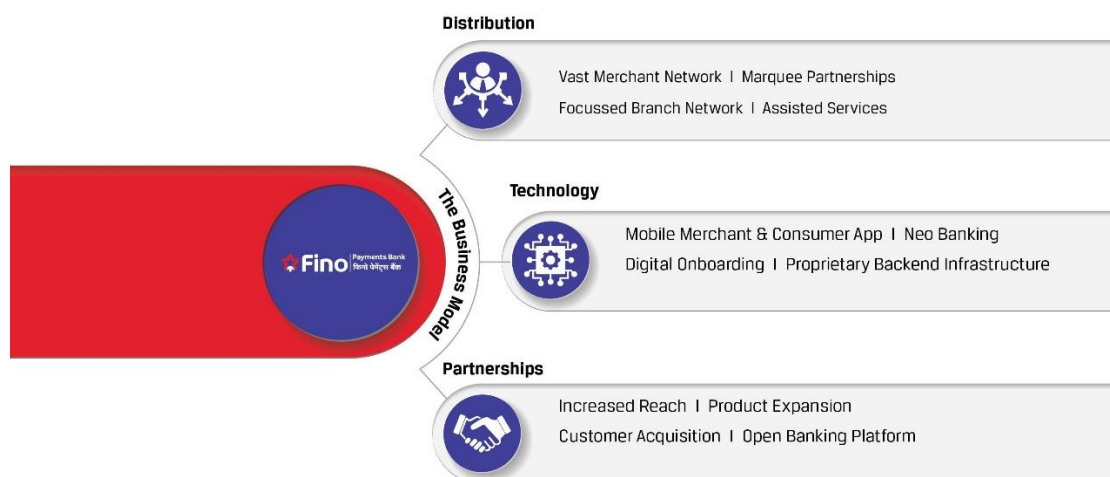 Distribution
Vast Merchant Network I Marquee Partnerships
Focussed Branch Network I Assisted Services
Fino
Payments Bank
फिनो पेमेंट्स बैंक
The Business Model
Technology
Mobile Merchant & Consumer App I Neo Banking
Digital Onboarding I Proprietary Backend Infrastructure
Partnerships
Increased Reach I Product Expansion
Customer Acquisition I Open Banking Platform